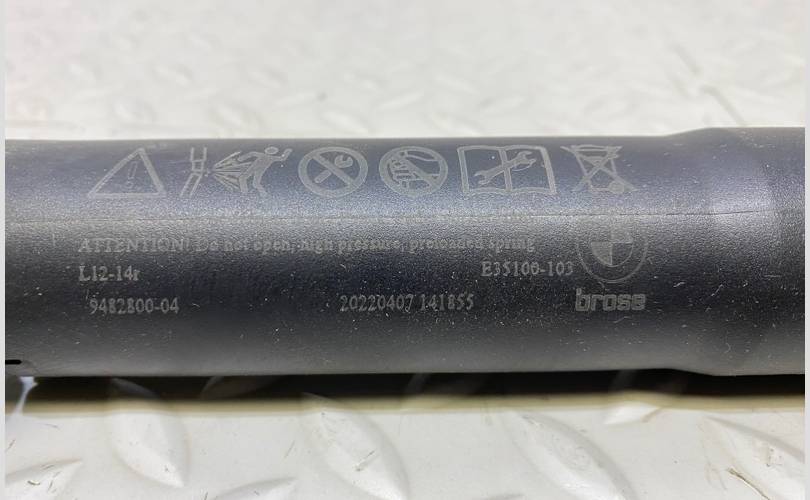 ATTENTION! Do not open, high pressure, preloaded spring
L12-14r E35100-103
9482800-04 20220407 141855 brose